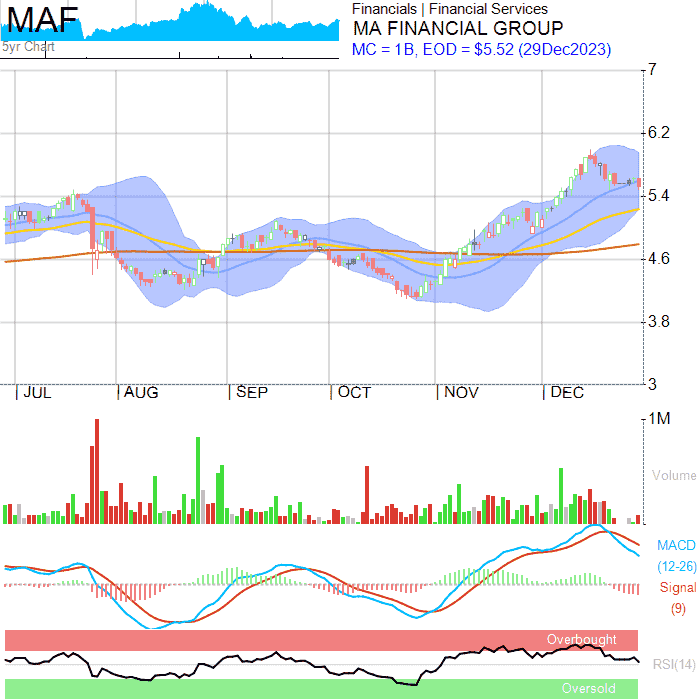 MAF
5yr Chart
Financials | Financial Services
MA FINANCIAL GROUP
MC = 1B, EOD = $5.52 (29Dec2023)
7
6.2
5.4
4.6
3.8
3
JUL AUG SEP OCT NOV DEC
1M
Volume
MACD
(12-26)
Signal
(9)
Overbought
RSI(14)
Oversold